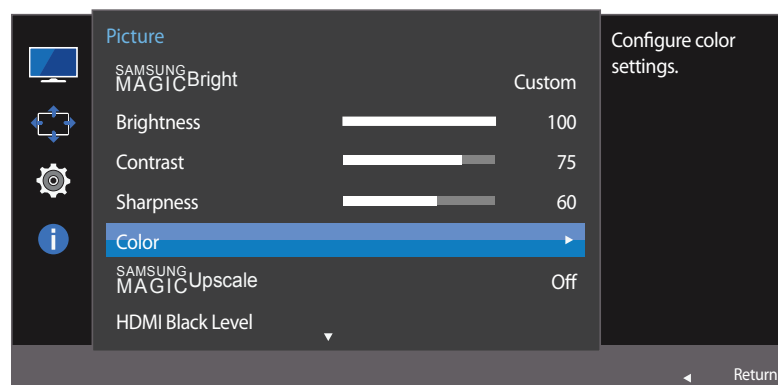 Picture
SAMSUNG
MAGICBright Custom
Brightness 100
Contrast 75
Sharpness 60
Color
SAMSUNG
MAGICUpscale Off
HDMI Black Level
Configure color
settings.
i
Return